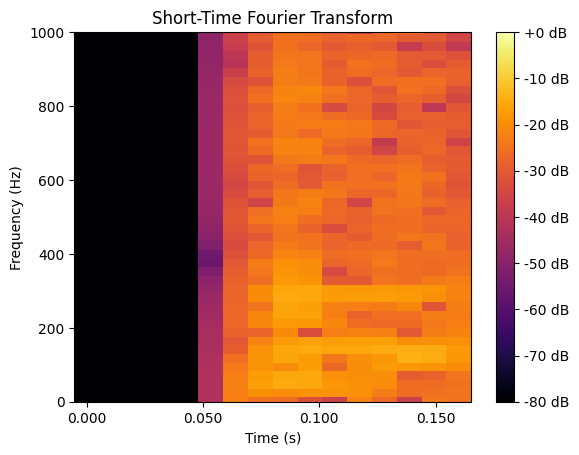 Short-Time Fourier Transform
1000
800
600
400
200
0
Frequency (Hz)
0.000
0.050
0.100
0.150
Time (s)
+0 dB
-10 dB
-20 dB
-30 dB
-40 dB
-50 dB
-60 dB
-70 dB
-80 dB